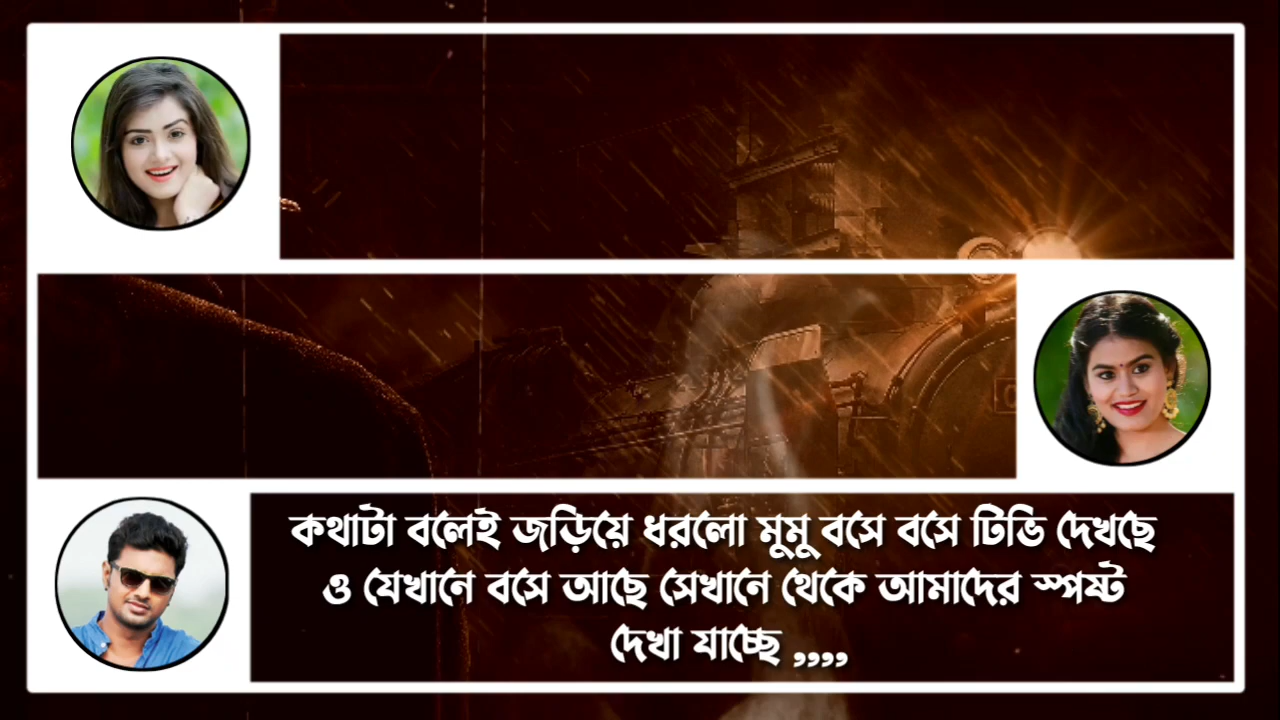 কথাটা বলেই জড়িয়ে ধরলো মুমু বসে বসে টিভি দেখছে
ও যেখানে বসে আছে সেখানে থেকে আমাদের স্পষ্ট
দেখা যাচ্ছে ,,,,